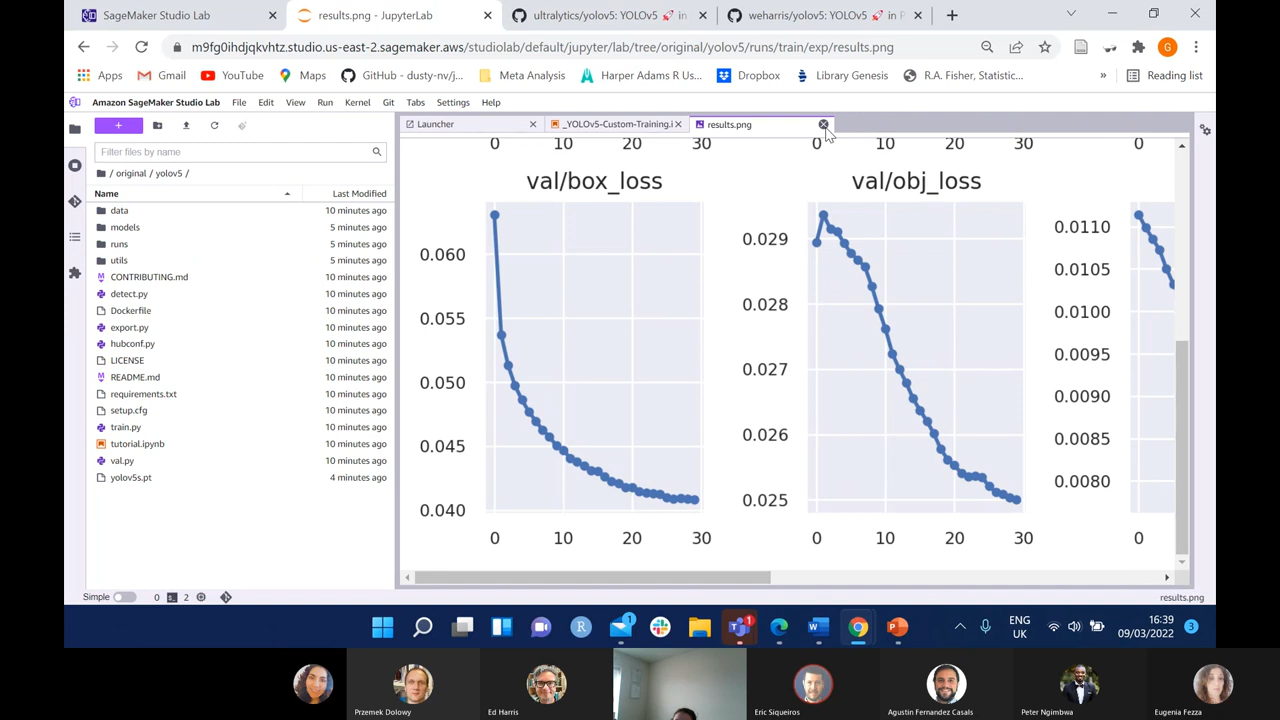 SageMaker Studio Lab
results.png - JupyterLab
ultralytics/yolov5: YOLOv5 🚀 in
weharris/yolov5: YOLOv5 🚀 in P
m9fg0ihdjqkvhtz.studio.us-east-2.sagemaker.aws/studiolab/default/jupyter/lab/tree/original/yolov5/runs/train/exp/results.png
G
Apps
Gmail
YouTube
Maps
GitHub - dusty-nv/j...
Meta Analysis
Harper Adams R Us...
Dropbox
Library Genesis
R.A. Fisher, Statistic...
»
Reading list
Amazon SageMaker Studio Lab
File
Edit
View
Run
Kernel
Git
Tabs
Settings
Help
Launcher
_YOLOv5-Custom-Training.i
results.png
Filter files by name
/ original / yolov5 /
Name
Last Modified
data
10 minutes ago
models
5 minutes ago
runs
5 minutes ago
utils
5 minutes ago
CONTRIBUTING.md
10 minutes ago
detect.py
10 minutes ago
Dockerfile
10 minutes ago
export.py
10 minutes ago
hubconf.py
10 minutes ago
LICENSE
10 minutes ago
README.md
10 minutes ago
requirements.txt
10 minutes ago
setup.cfg
10 minutes ago
train.py
10 minutes ago
tutorial.ipynb
10 minutes ago
val.py
10 minutes ago
yolov5s.pt
4 minutes ago
0 10 20 30
0 10 20 30
0
val/box_loss
0.060
0.055
0.050
0.045
0.040
0 10 20 30
val/obj_loss
0.029
0.028
0.027
0.026
0.025
0 10 20 30
0.0110
0.0105
0.0100
0.0095
0.0090
0.0085
0.0080
0
Simple
0
2
results.png
ENG
UK
16:39
09/03/2022
3
Przemek Dolowy
Ed Harris
Eric Siqueiros
Agustin Fernandez Casals
Peter Ngimbwa
Eugenia Fezza